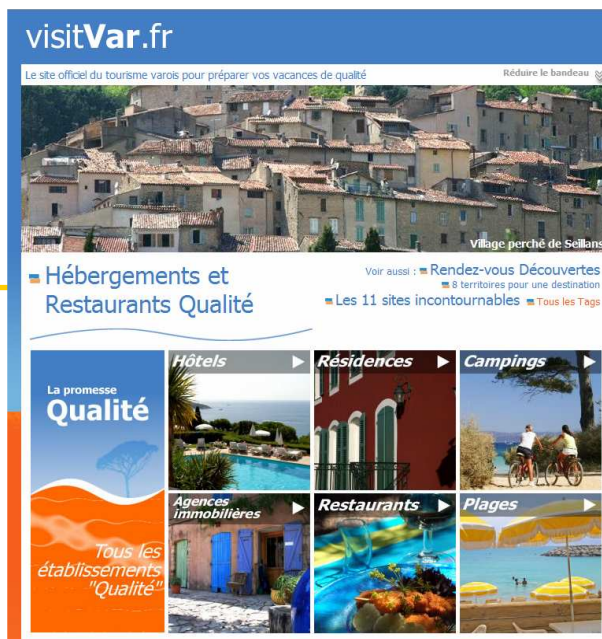 visitVar.fr
Le site officiel du tourisme varois pour préparer vos vacances de qualité
Réduire le bandeau
Village perché de Seillans
Hébergements et
Restaurants Qualité
Voir aussi : Rendez-vous Découvertes
8 territoires pour une destination
Les 11 sites incontournables Tous les Tags
La promesse
Qualité
Tous les
établissements
"Qualité"
Hôtels
Résidences
Campings
Agences
immobilières
Restaurants
Plages